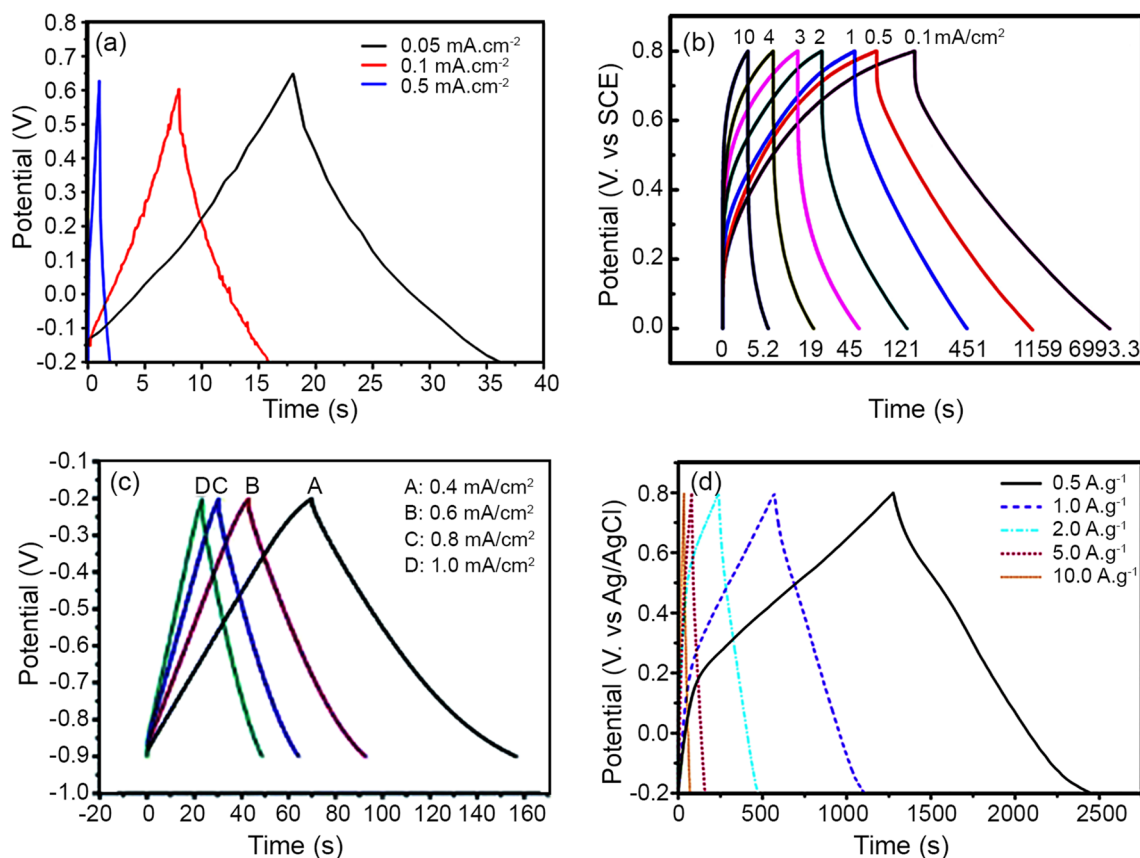 (a)
0.05 mA.cm-2
0.1 mA.cm-2
0.5 mA.cm-2
0.8
0.7
0.6
0.5
0.4
0.3
0.2
0.1
0.0
-0.1
-0.2
Potential (V)
0 5 10 15 20 25 30 35 40
Time (s)
(b)
10 4 3 2 1 0.5 0.1mA/cm2
0.8
0.4
0.0
Potential (V. vs SCE)
0 5.2 19 45 121 451 1159 6993.3
Time (s)
(c)
D C B A
A: 0.4 mA/cm2
B: 0.6 mA/cm2
C: 0.8 mA/cm2
D: 1.0 mA/cm2
-0.1
-0.2
-0.3
-0.4
-0.5
-0.6
-0.7
-0.8
-0.9
-1.0
Potential (V)
-20 0 20 40 60 80 100 120 140 160
Time (s)
(d)
0.5 A.g-1
1.0 A.g-1
2.0 A.g-1
5.0 A.g-1
10.0 A.g-1
0.8
0.6
0.4
0.2
0.0
-0.2
Potential (V. vs Ag/AgCl)
0 500 1000 1500 2000 2500
Time (s)